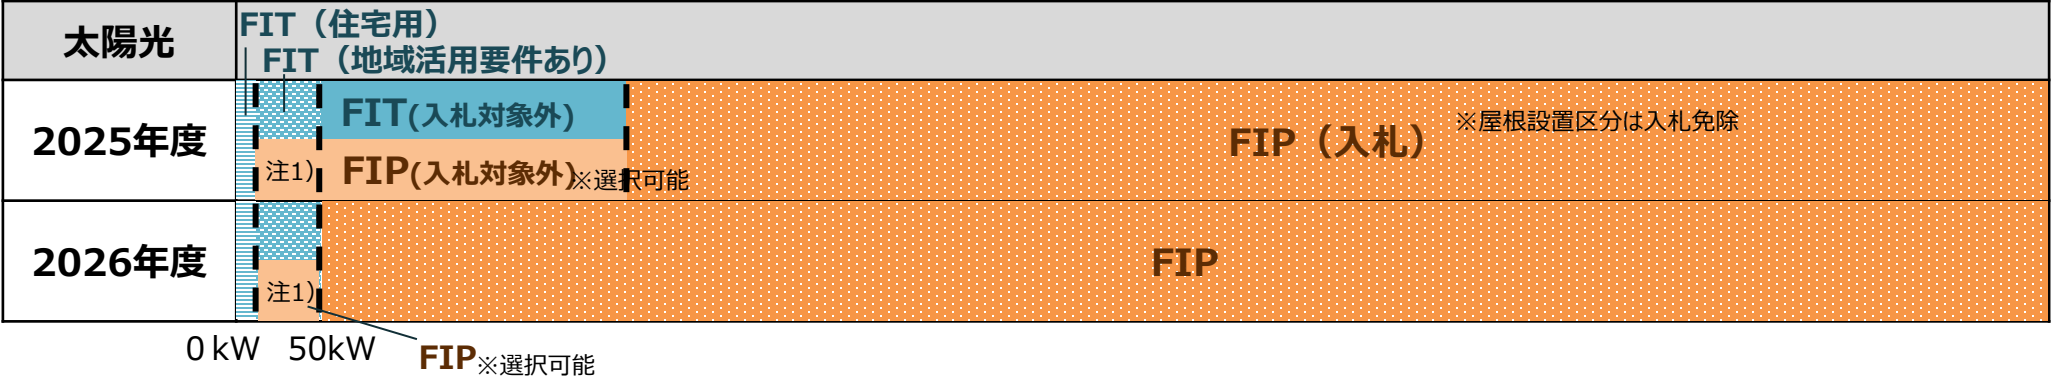 太陽光
FIT（住宅用）
FIT（地域活用要件あり）
2025年度
FIT(入札対象外)
注1)
FIP(入札対象外)※選択可能
FIP（入札）
※屋根設置区分は入札免除
2026年度
注1)
FIP
0 kW
50kW
FIP※選択可能